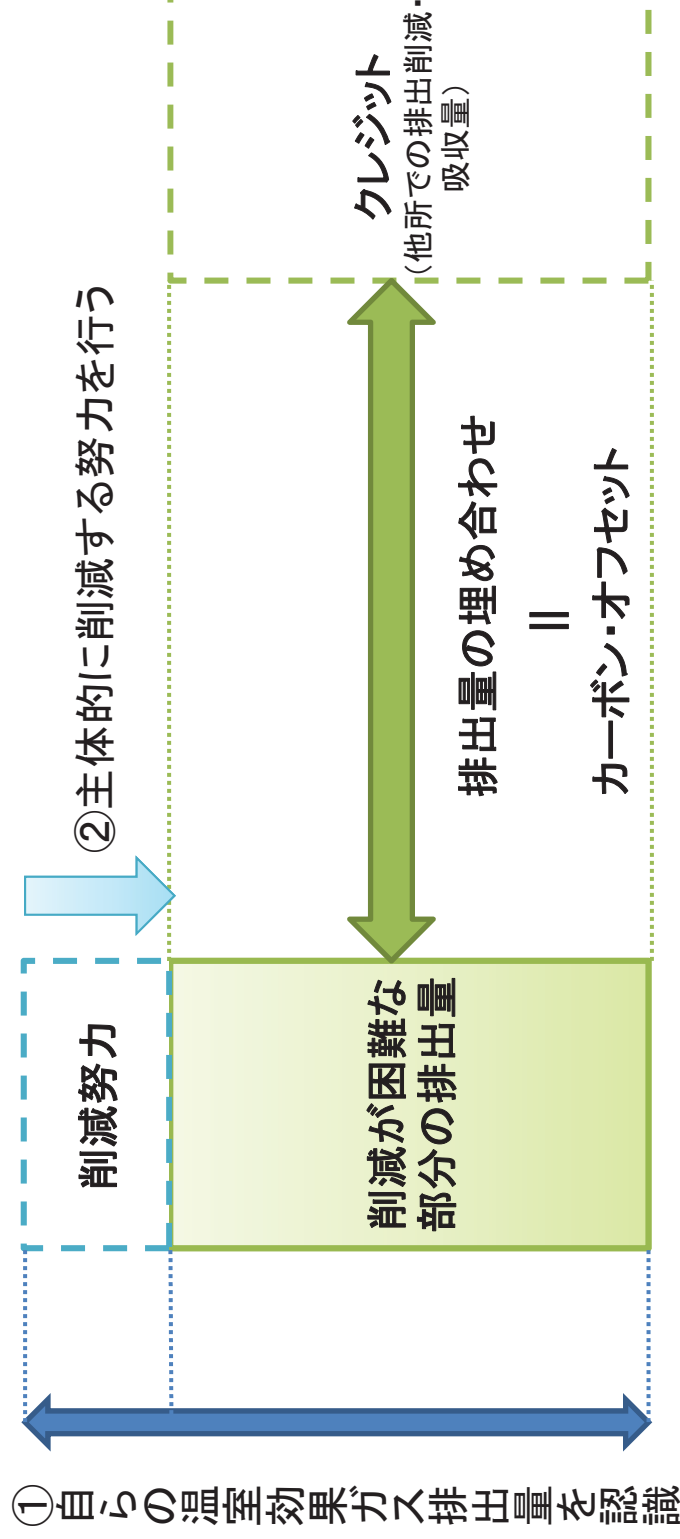 ①自らの温室効果ガス排出量を認識
削減努力
②主体的に削減する努力を行う
削減が困難な
部分の排出量
排出量の埋め合わせ
＝
カーボン・オフセット
クレジット
（他所での排出削減・
吸収量）